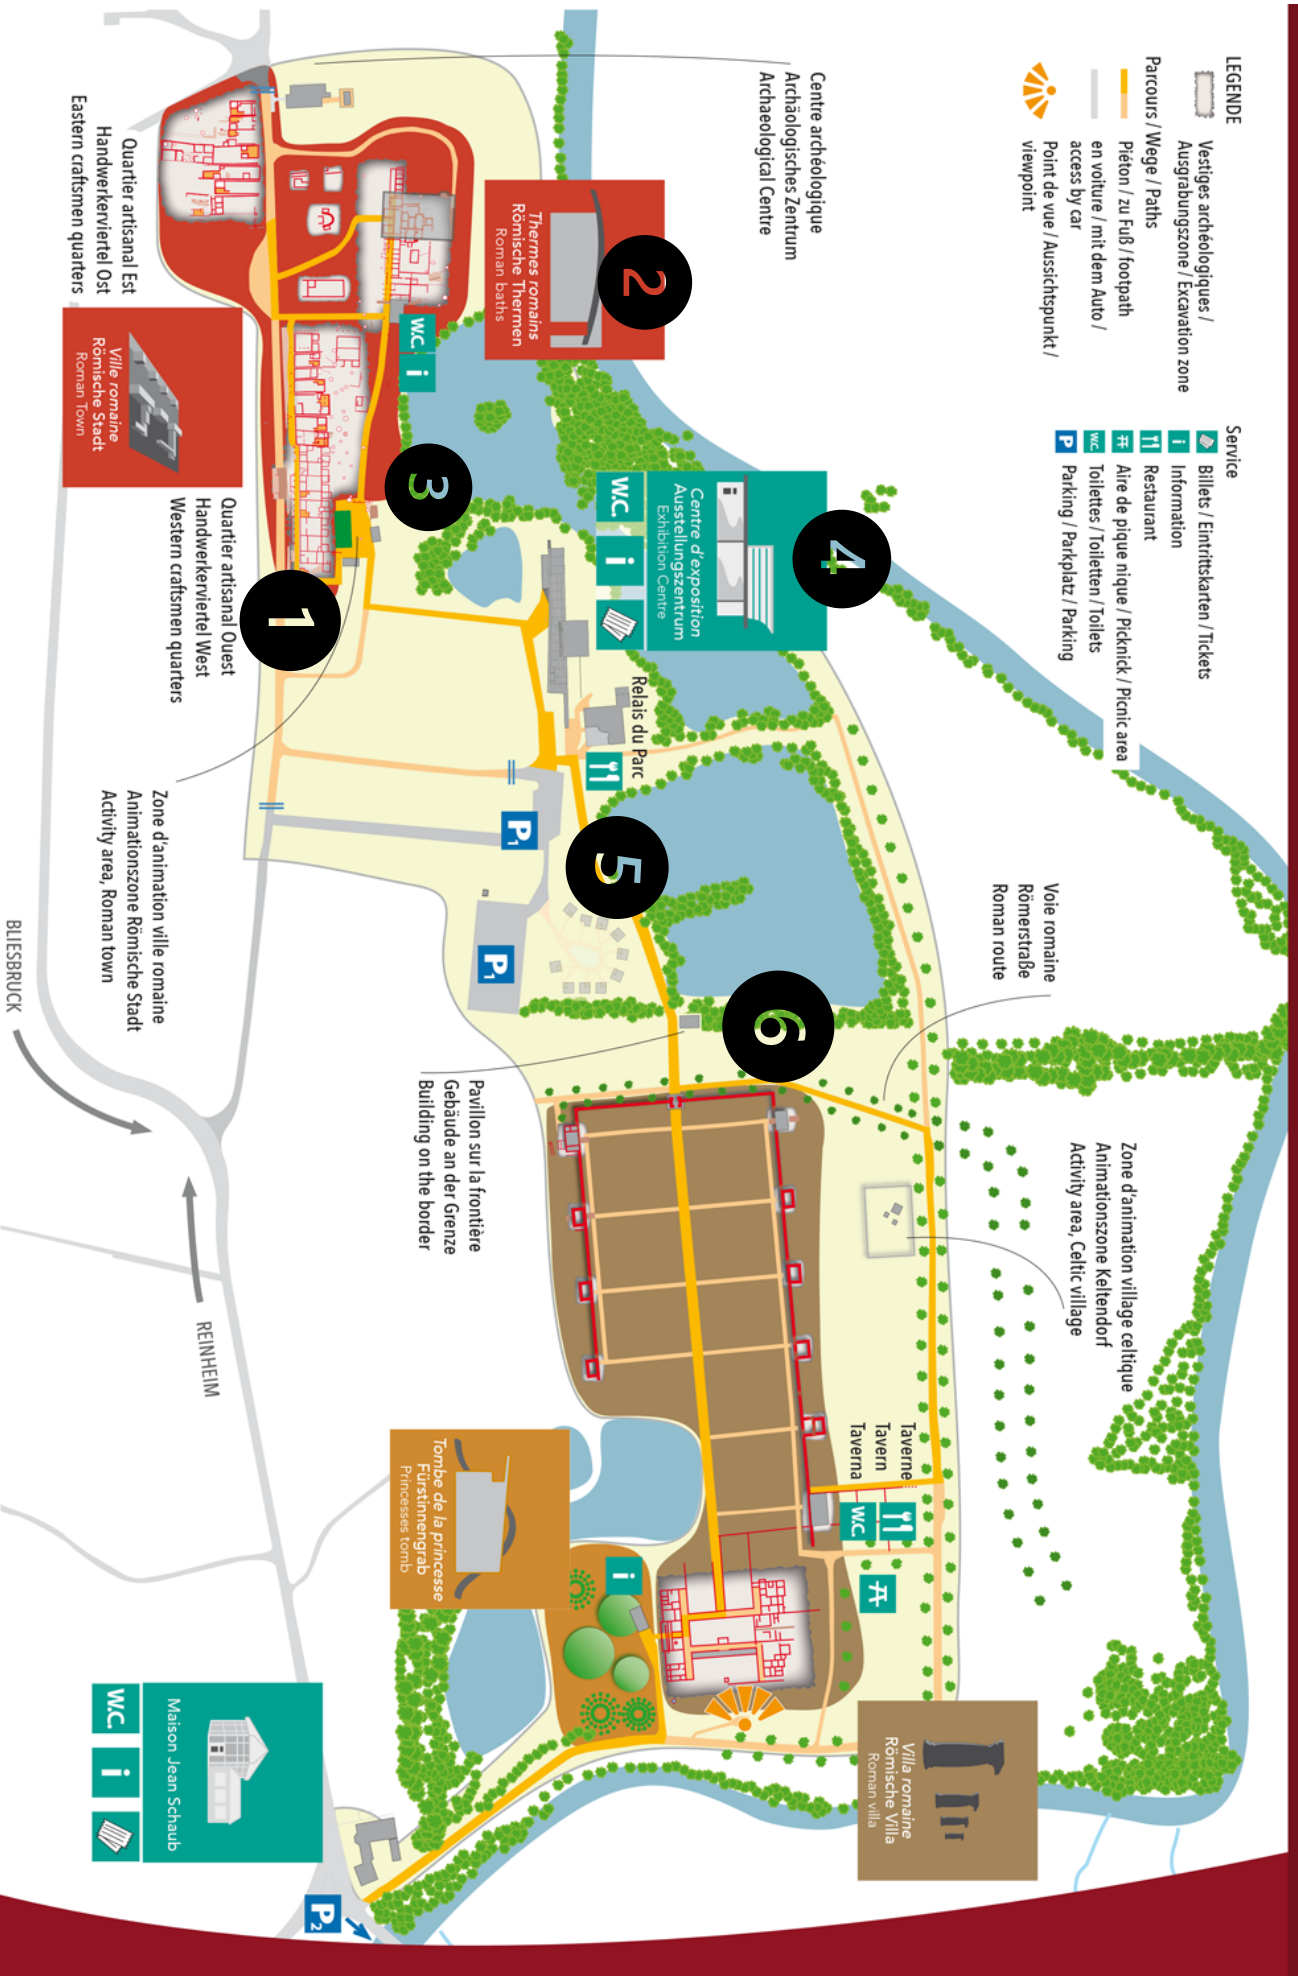 LEGENDE
Vestiges archéologiques /
Ausgrabungszone / Excavation zone
Parcours / Wege / Paths
Piéton / zu Fuß / footpath
en voiture / mit dem Auto /
access by car
Point de vue / Aussichtspunkt /
viewpoint
Service
Billets / Eintrittskarten / Tickets
i
Information
Restaurant
Aire de pique nique / Picknick / Picnic area
W.C.
Toilettes / Toiletten / Toilets
P
Parking / Parkplatz / Parking
Centre archéologique
Archäologisches Zentrum
Archaeological Centre
Thermes romains
Römische Thermen
Roman baths
2
W.C.
i
Quartier artisanal Est
Handwerkerviertel Ost
Eastern craftsmen quarters
Ville romaine
Römische Stadt
Roman Town
3
Quartier artisanal Ouest
Handwerkerviertel West
Western craftsmen quarters
1
4
Centre d'exposition
Ausstellungszentrum
Exhibition Centre
W.C.
i
Relais du Parc
P1
5
P1
Zone d'animation ville romaine
Animationszone Römische Stadt
Activity area, Roman town
BLIESBRUCK
Voie romaine
Römerstraße
Roman route
6
Pavillon sur la frontière
Gebäude an der Grenze
Building on the border
Zone d'animation village celtique
Animationszone Keltendorf
Activity area, Celtic village
REINHEIM
Taverne
Tavern
Taverna
W.C.
Tombe de la princesse
Fürstinnengrab
Princesses tomb
i
Villa romaine
Römische Villa
Roman villa
Maison Jean Schaub
W.C.
i
P2